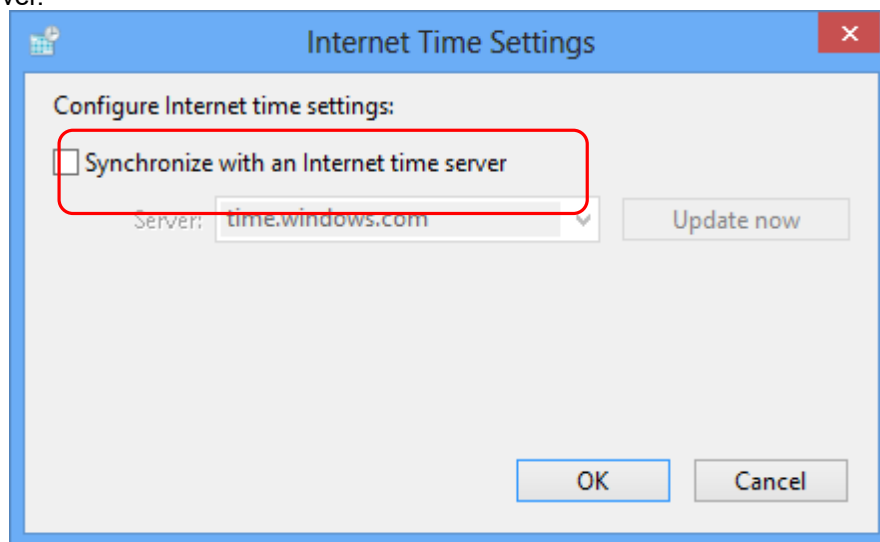 ver.
Internet Time Settings
Configure Internet time settings:
Synchronize with an Internet time server
Server: time.windows.com Update now
OK Cancel